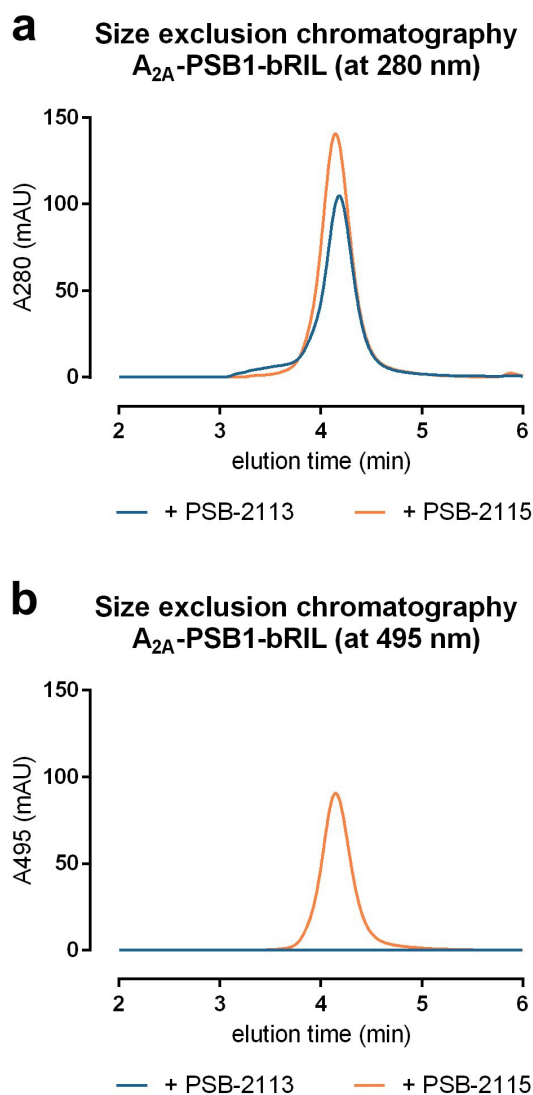 a
Size exclusion chromatography
A2A-PSB1-bRIL (at 280 nm)
150
100
50
0
A280 (mAU)
2 3 4 5 6
elution time (min)
+ PSB-2113 + PSB-2115
b
Size exclusion chromatography
A2A-PSB1-bRIL (at 495 nm)
150
100
50
0
A495 (mAU)
2 3 4 5 6
elution time (min)
+ PSB-2113 + PSB-2115